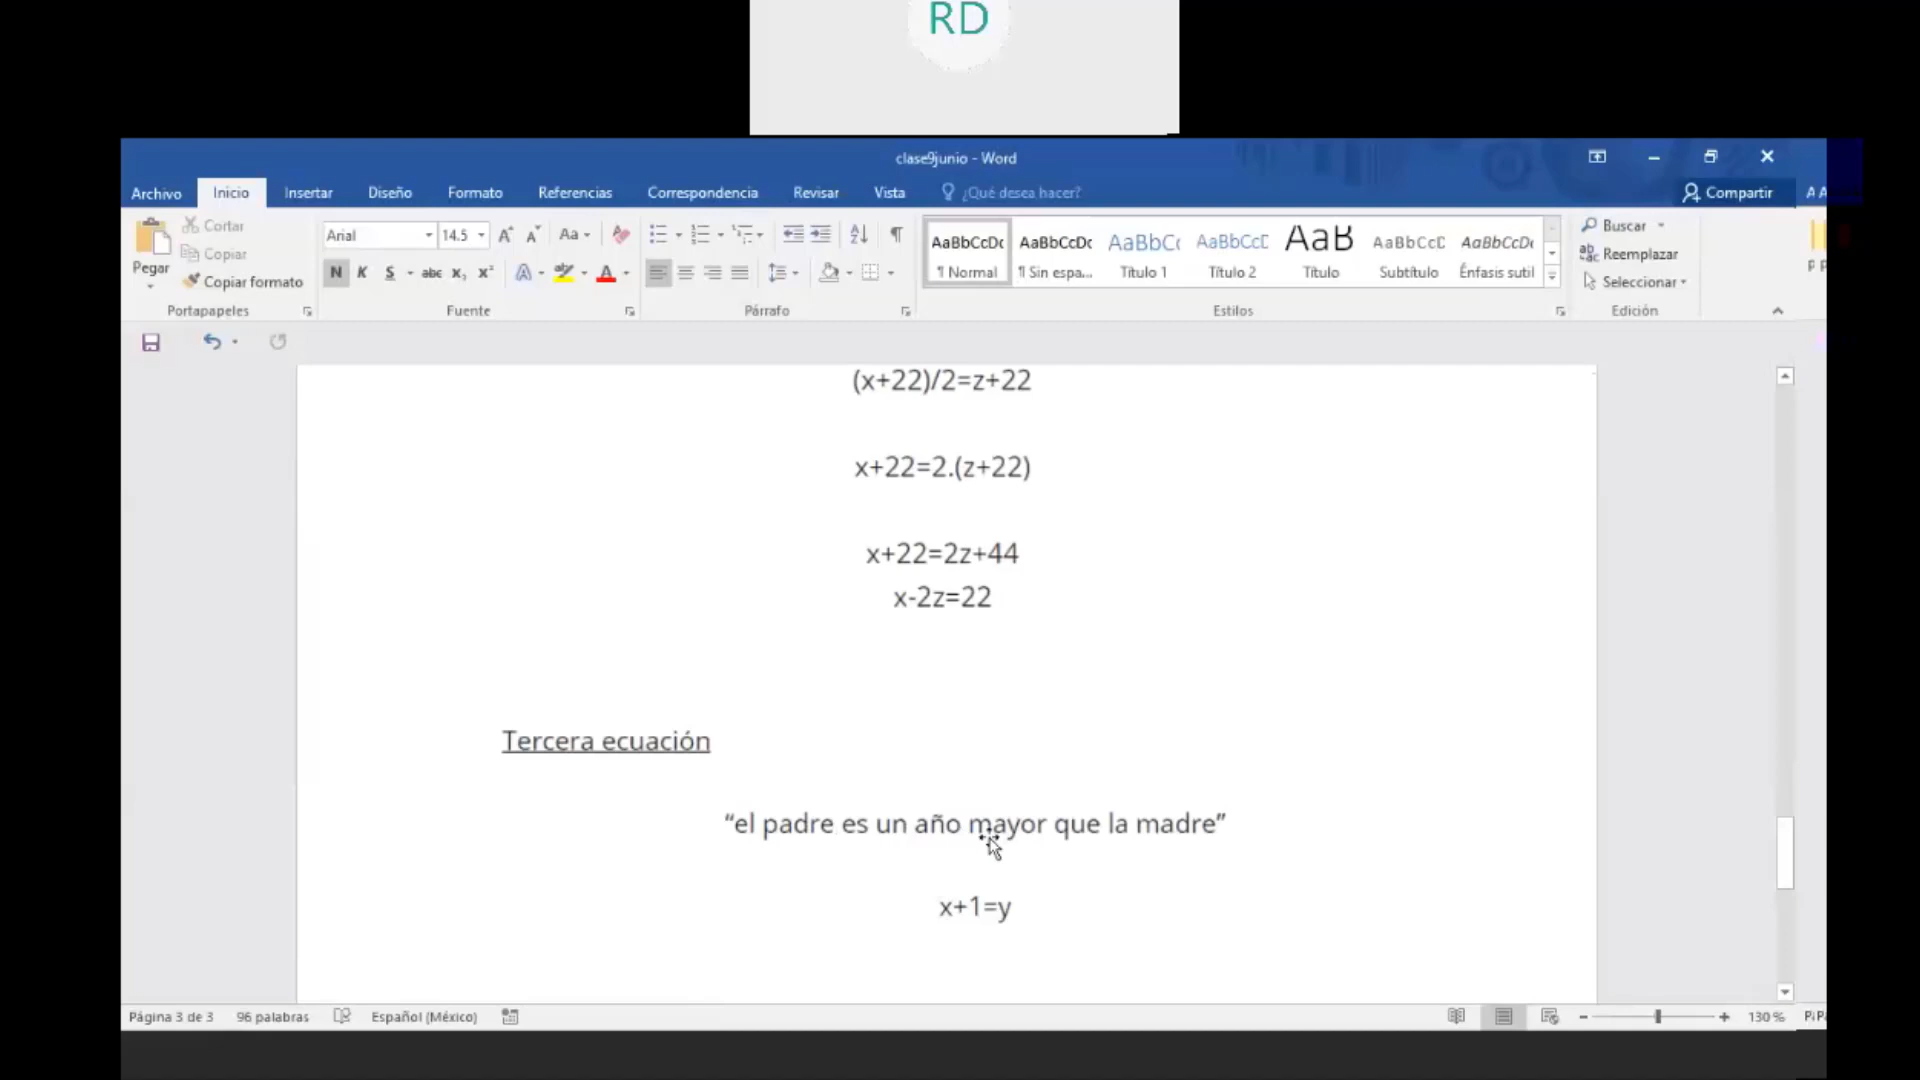 RD
clase9junio - Word
Archivo Inicio Insertar Diseño Formato Referencias Correspondencia Revisar Vista ¿Qué desea hacer? Compartir
Pegar Cortar Copiar Copiar formato
Portapapeles
Arial 14.5
N K S abc
Fuente
Párrafo
AaBbCcDc AaBbCcDc AaBbC AaBbCcD AaB AaBbCcD AaBbCcDc
¶ Normal ¶ Sin espa... Título 1 Título 2 Título Subtítulo Énfasis sutil
Estilos
Buscar
Reemplazar
Seleccionar
Edición
(x+22)/2=z+22
x+22=2.(z+22)
x+22=2z+44
x-2z=22
Tercera ecuación
“el padre es un año mayor que la madre”
x+1=y
Página 3 de 3 96 palabras Español (México) 130 %